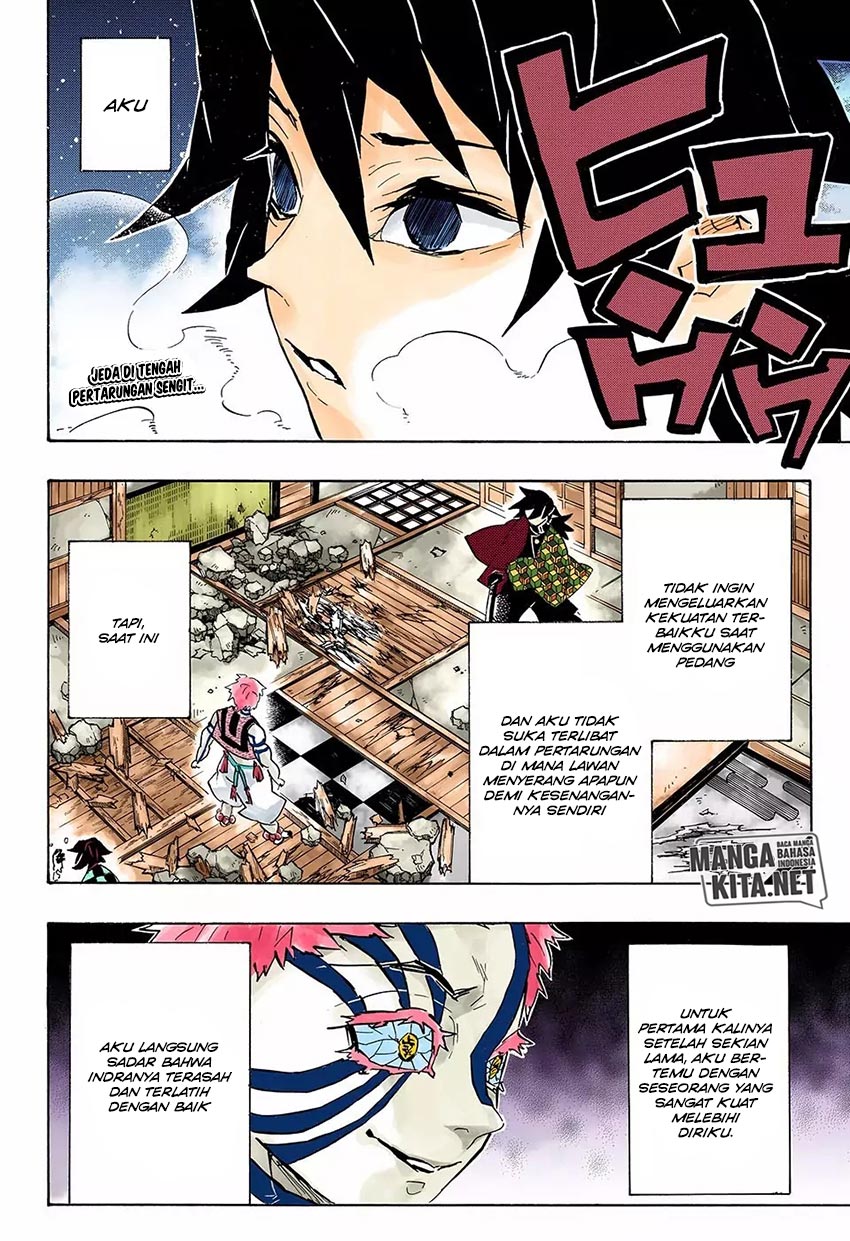 AKU
ヒュ
ウウ
JEDA DI TENGAH
PERTARUNGAN SENGIT...
TIDAK INGIN
MENGELUARKAN
KEKUATAN TER-
BAIKKU SAAT
MENGGUNAKAN
PEDANG
DAN AKU TIDAK
SUKA TERLIBAT
DALAM PERTARUNGAN
DI MANA LAWAN
MENYERANG APAPUN
DEMI KESENANGAN-
NYA SENDIRI
TAPI,
SAAT INI
MANGA
KITA.NET
BACA MANGA
BAHASA
INDONESIA
UNTUK
PERTAMA KALINYA
SETELAH SEKIAN
LAMA, AKU BER-
TEMU DENGAN
SESEORANG YANG
SANGAT KUAT
MELEBIHI
DIRIKU.
AKU LANGSUNG
SADAR BAHWA
INDRANYA TERASAH
DAN TERLATIH
DENGAN BAIK